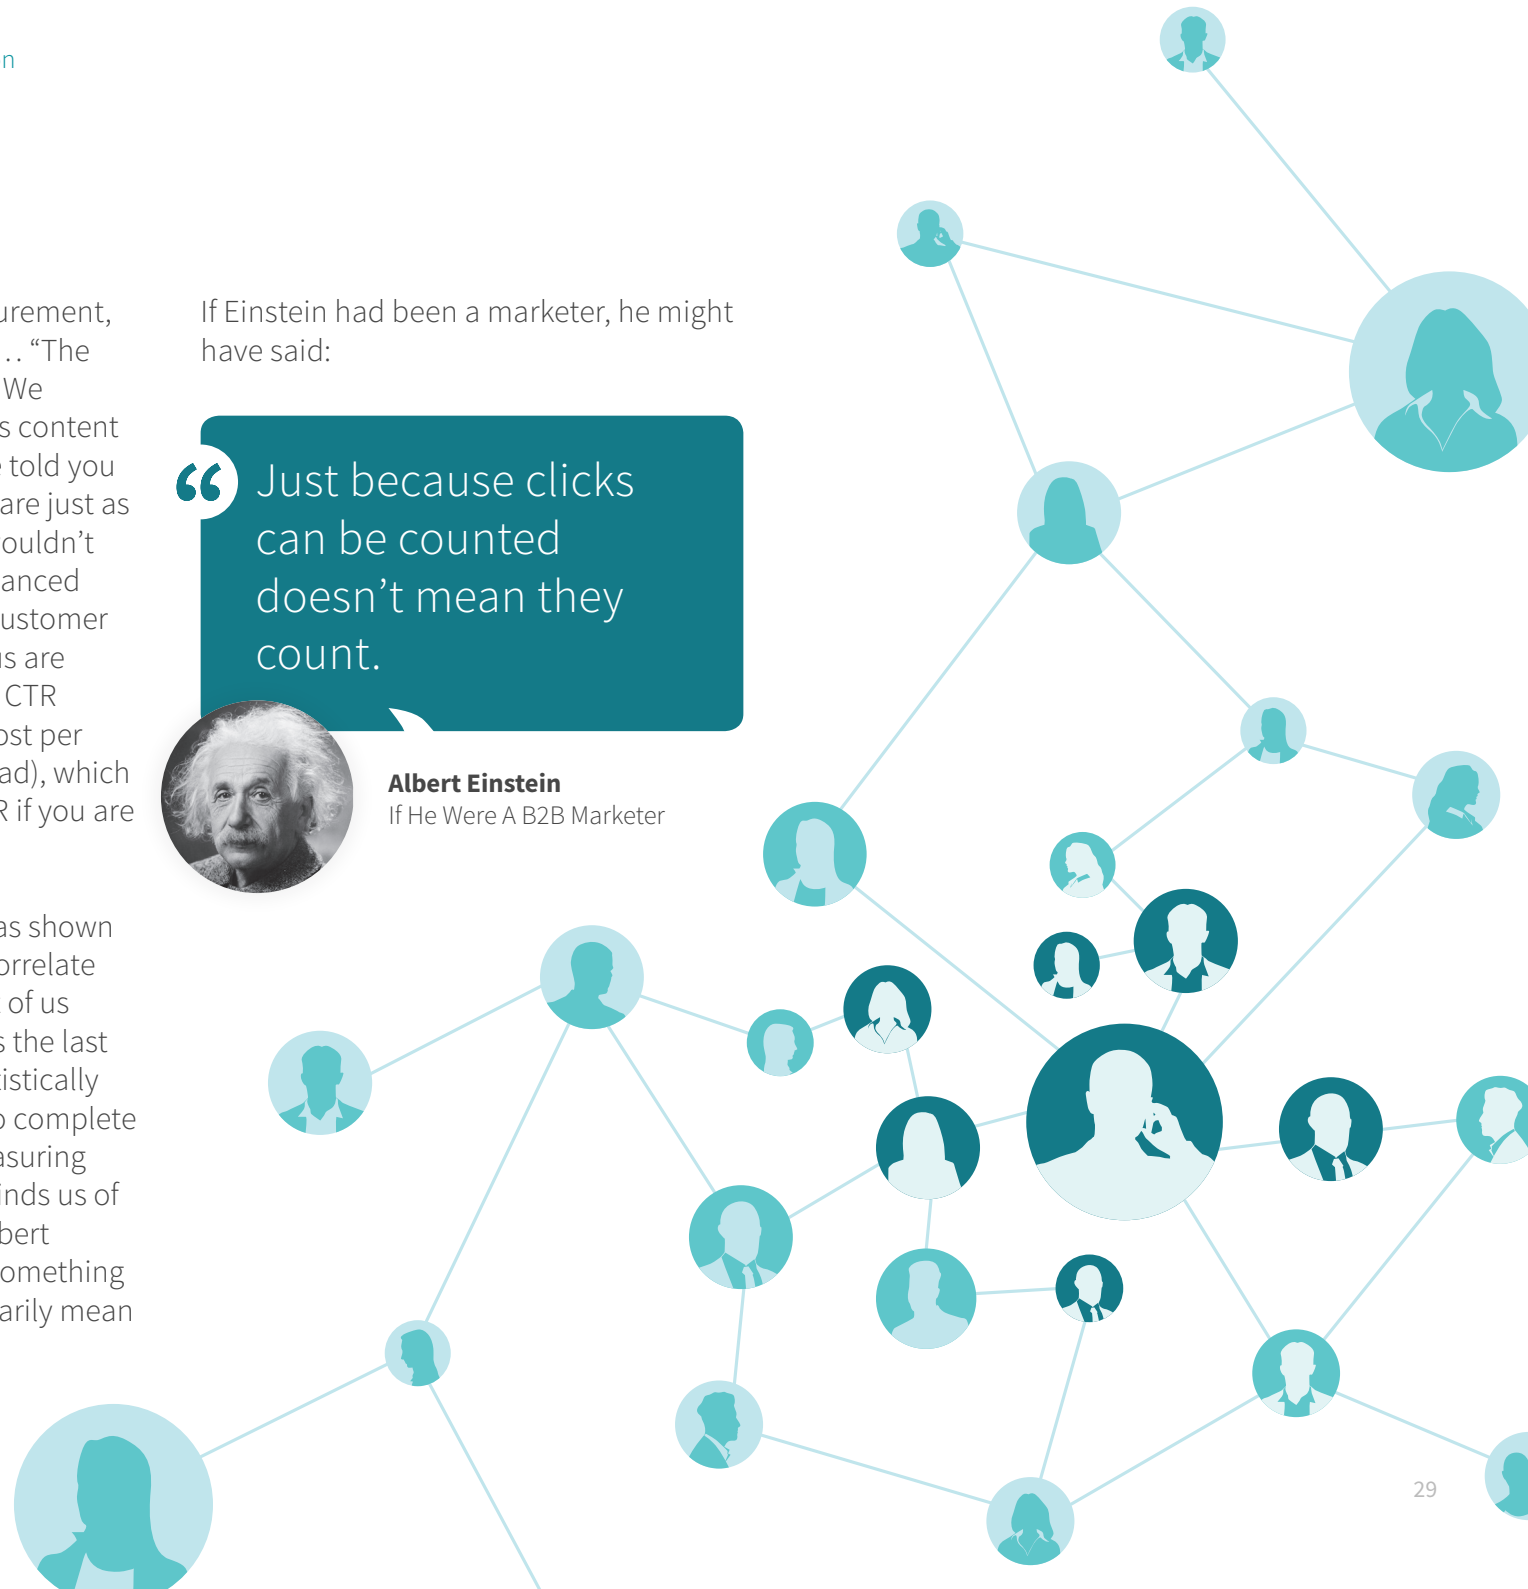 n
urement,
… “The
We
s content
e told you
are just as
ouldn’t
anced
ustomer
us are
CTR
ost per
ad), which
R if you are
as shown
orrelate
t of us
s the last
tistically
o complete
asuring
inds us of
bert
omething
arily mean
If Einstein had been a marketer, he might
have said:
“
Just because clicks
can be counted
doesn’t mean they
count.
Albert Einstein
If He Were A B2B Marketer
29